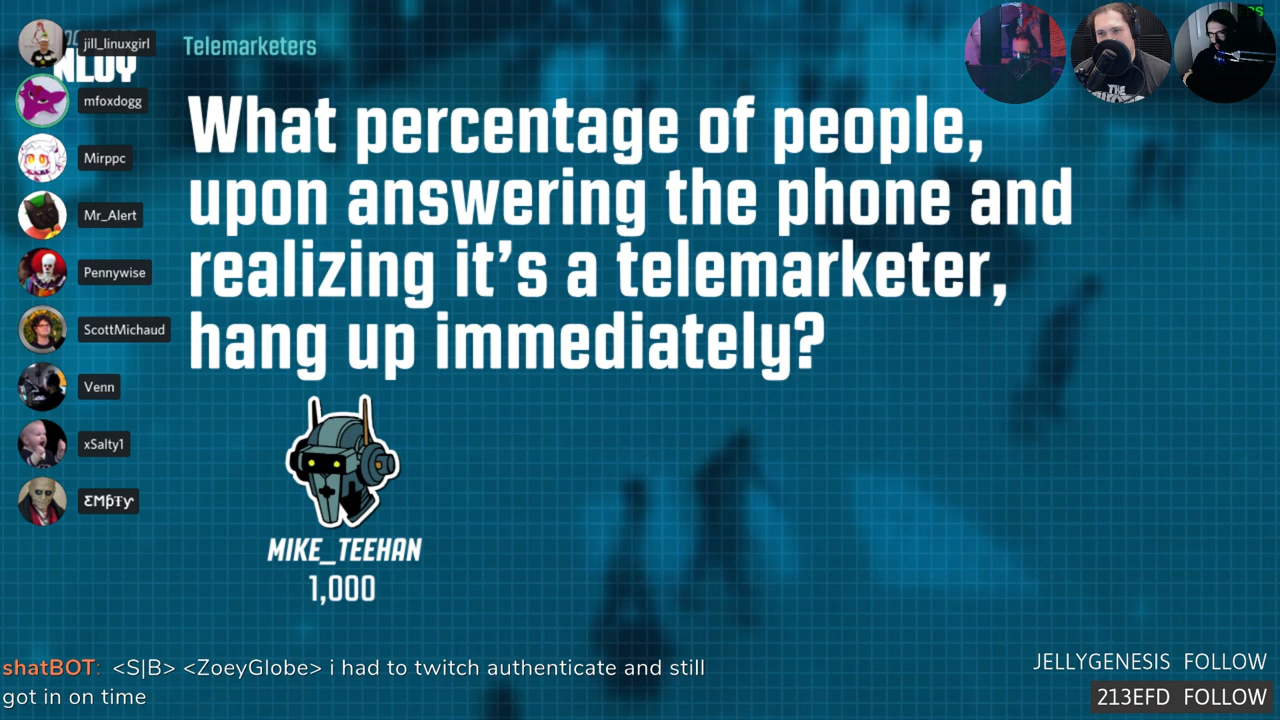 jill_linuxgirl
mfoxdogg
Mirppc
Mr_Alert
Pennywise
ScottMichaud
Venn
xSalty1
ƐMþŦƴ
Telemarketers
What percentage of people,
upon answering the phone and
realizing it's a telemarketer,
hang up immediately?
MIKE_TEEHAN
1,000
THE
shatBOT: <S|B> <ZoeyGlobe> i had to twitch authenticate and still
got in on time
JELLYGENESIS FOLLOW
213EFD FOLLOW